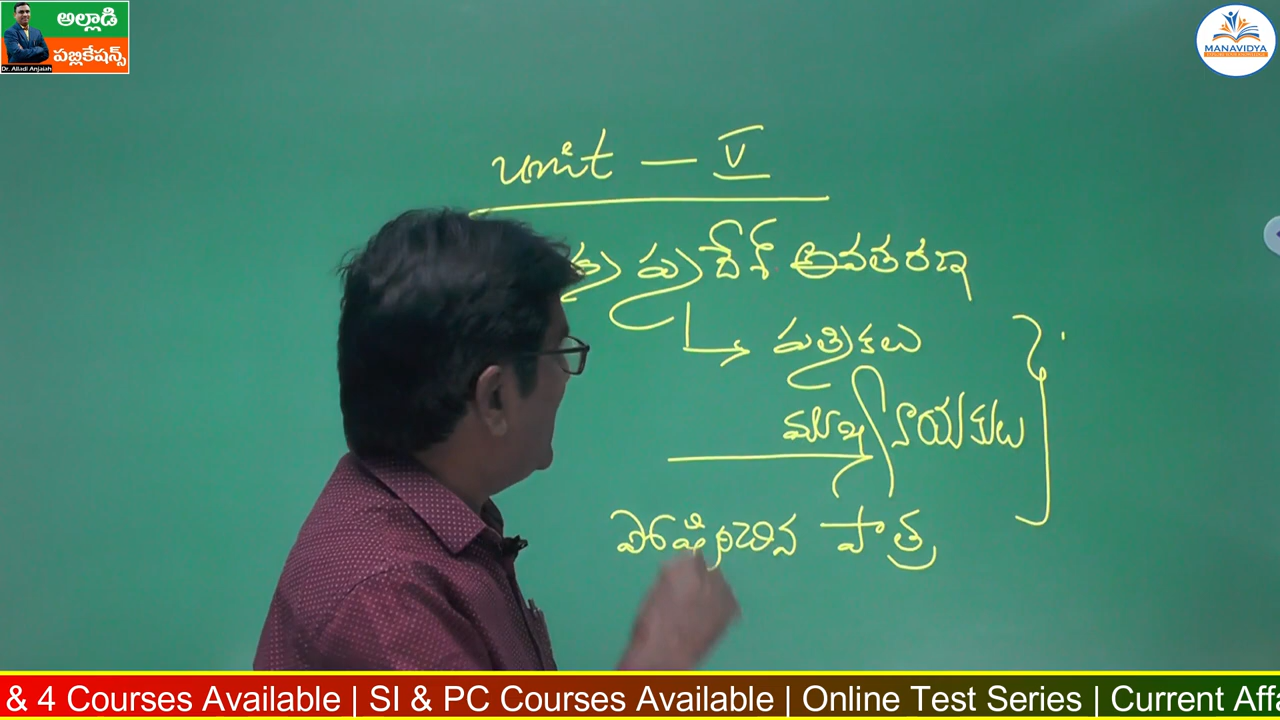 అల్లాడి
పబ్లికేషన్స్
Dr. Alladi Anjaiah
MANAVIDYA
unit — V
ప్రదేశ్ అవతరణ
పత్రికలు
ముఖ్య నాయకులు
పోషించిన పాత్ర
& 4 Courses Available | SI & PC Courses Available | Online Test Series | Current Affa